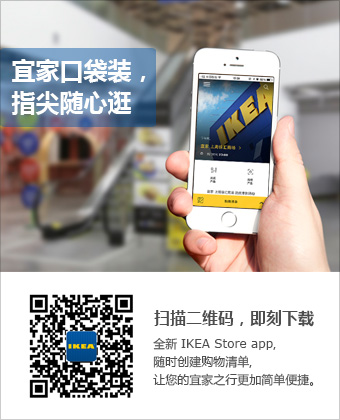 宜家口袋装，
指尖随心逛
IKEA
IKEA
扫描二维码，即刻下载
全新 IKEA Store app,
随时创建购物清单,
让您的宜家之行更加简单便捷。